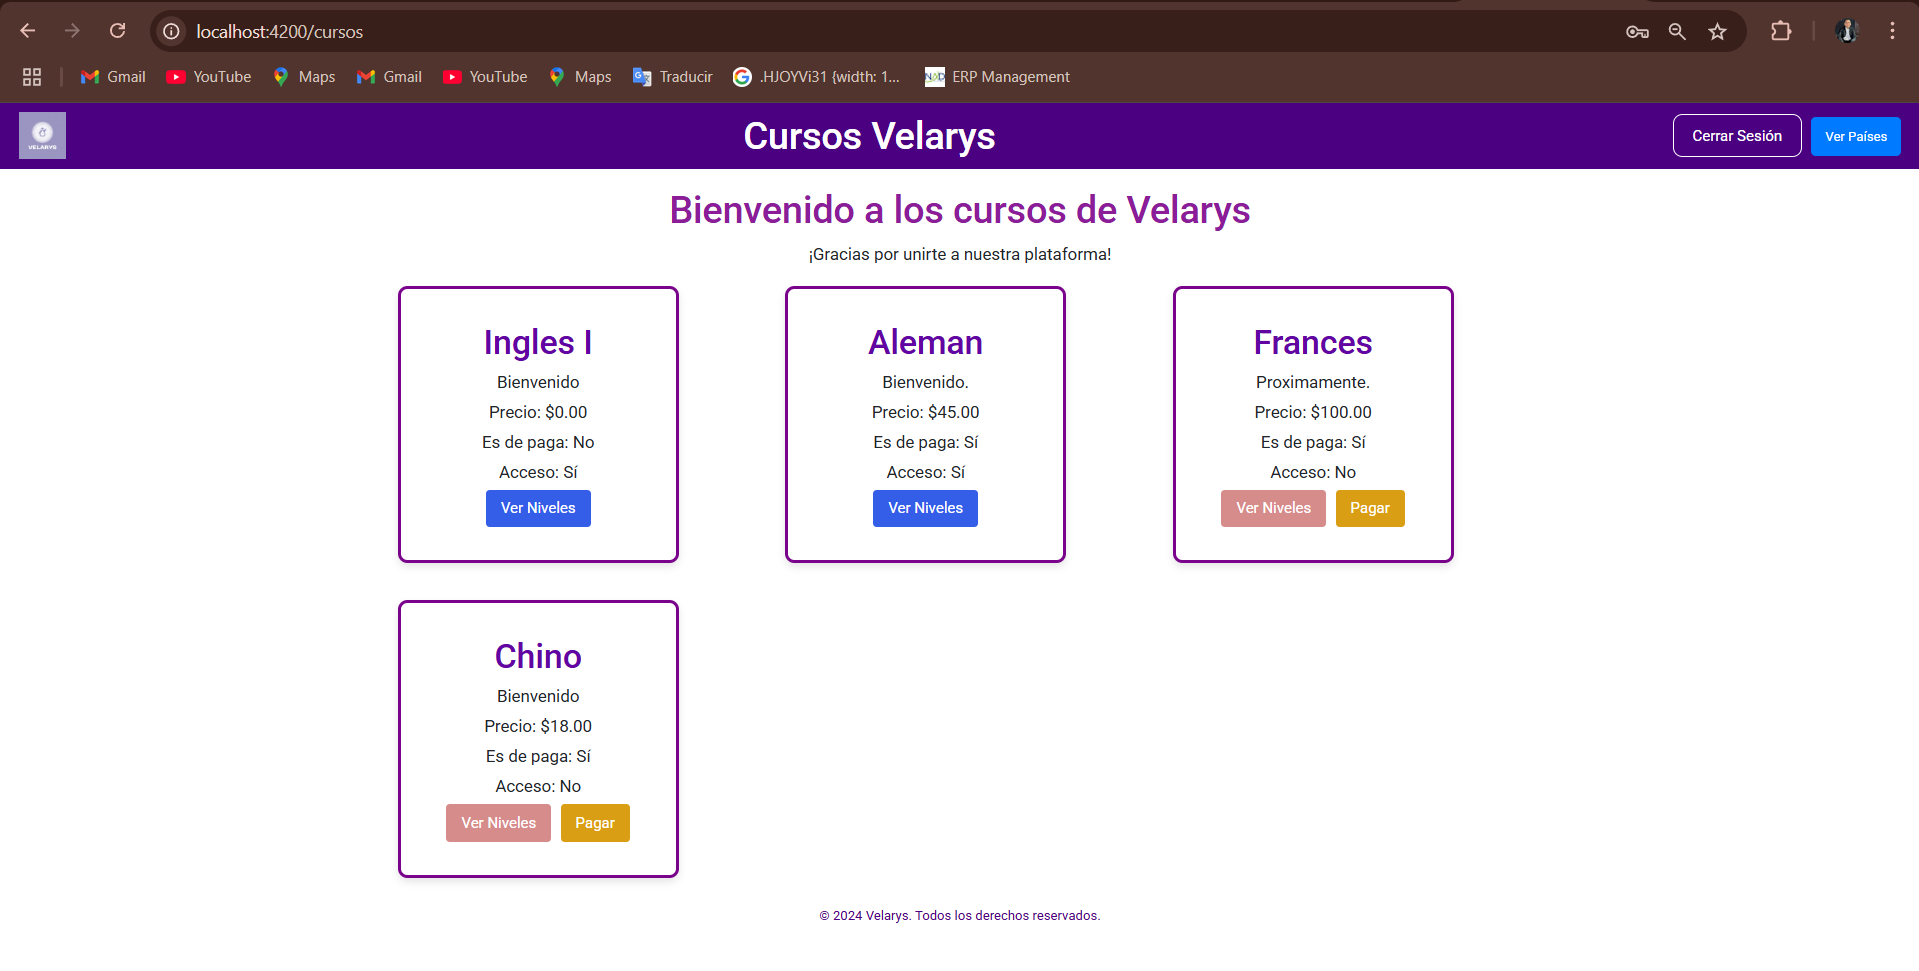 localhost:4200/cursos
Gmail YouTube Maps Gmail YouTube Maps Traducir .HJOYVi31 {width: 1... ERP Management
VELARYS
Cursos Velarys
Cerrar Sesión
Ver Países
Bienvenido a los cursos de Velarys
¡Gracias por unirte a nuestra plataforma!
Ingles I
Bienvenido
Precio: $0.00
Es de paga: No
Acceso: Sí
Ver Niveles
Aleman
Bienvenido.
Precio: $45.00
Es de paga: Sí
Acceso: Sí
Ver Niveles
Frances
Proximamente.
Precio: $100.00
Es de paga: Sí
Acceso: No
Ver Niveles Pagar
Chino
Bienvenido
Precio: $18.00
Es de paga: Sí
Acceso: No
Ver Niveles Pagar
© 2024 Velarys. Todos los derechos reservados.